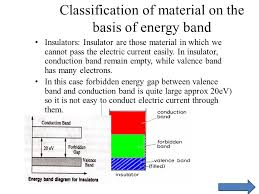 Classification of material on the
basis of energy band
• Insulators: Insulator are those material in which we
cannot pass the electric current easily. In insulator,
conduction band remain empty, while valence band
has many electrons.
• In this case forbidden energy gap between valence
band and conduction band is quite large approx 20eV)
so it is not easy to conduct electric current through
them.
Conduction Band
20 eV
Forbidden
Gap
Valence Band
Energy band diagram for Insulators
conduction
band
forbidden
band
valence band
(filled)
insulator